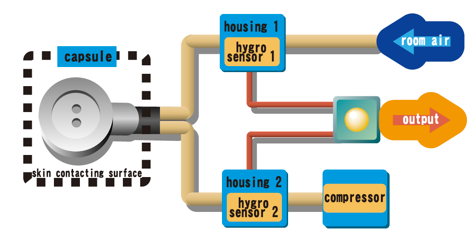 housing 1
hygro
sensor 1
room air
capsule
output
skin contacting surface
housing 2
hygro
sensor 2
compressor